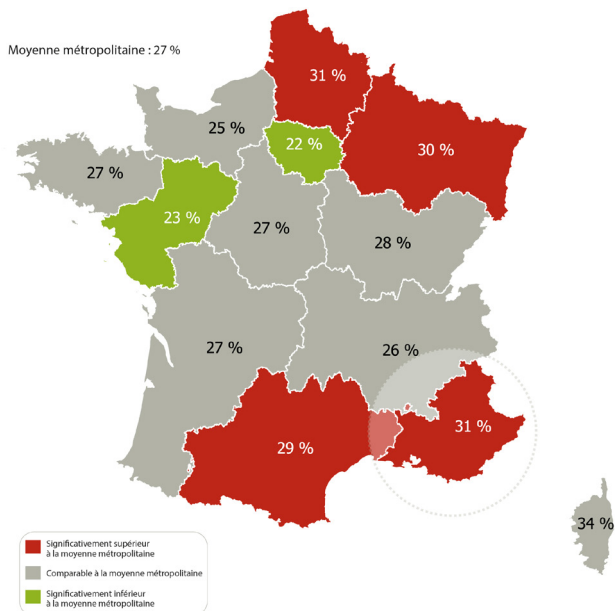 Moyenne métropolitaine : 27 %
31 %
25 %
22 %
30 %
27 %
23 %
27 %
28 %
27 %
26 %
31 %
29 %
34 %
Significativement supérieur
à la moyenne métropolitaine
Comparable à la moyenne métropolitaine
Significativement inférieur
à la moyenne métropolitaine